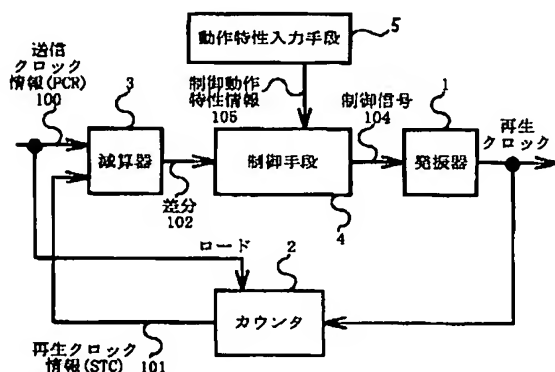 動作特性入力手段
5
送信
クロック
情報(PCR)
100
3
減算器
制御動作
特性情報
105
制御信号
104
1
再生
クロック
制御手段
発振器
差分
102
4
ロード
2
カウンタ
再生クロック
情報(STC)
101